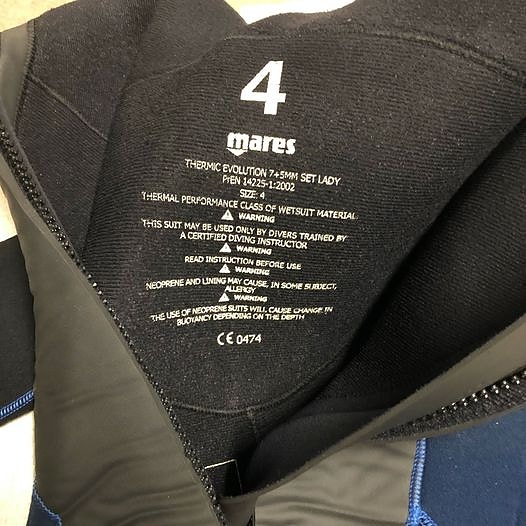 4
mares
THERMIC EVOLUTION 7+5MM SET LADY
PrEN 14225-1:2002
SIZE: 4
THERMAL PERFORMANCE CLASS OF WETSUIT MATERIAL
WARNING
THIS SUIT MAY BE USED ONLY BY DIVERS TRAINED BY
A CERTIFIED DIVING INSTRUCTOR
WARNING
READ INSTRUCTION BEFORE USE
WARNING
NEOPRENE AND LINING MAY CAUSE, IN SOME SUBJECT,
ALLERGY
WARNING
THE USE OF NEOPRENE SUITS WILL CAUSE CHANGE IN
BUOYANCY DEPENDING ON THE DEPTH
CE 0474